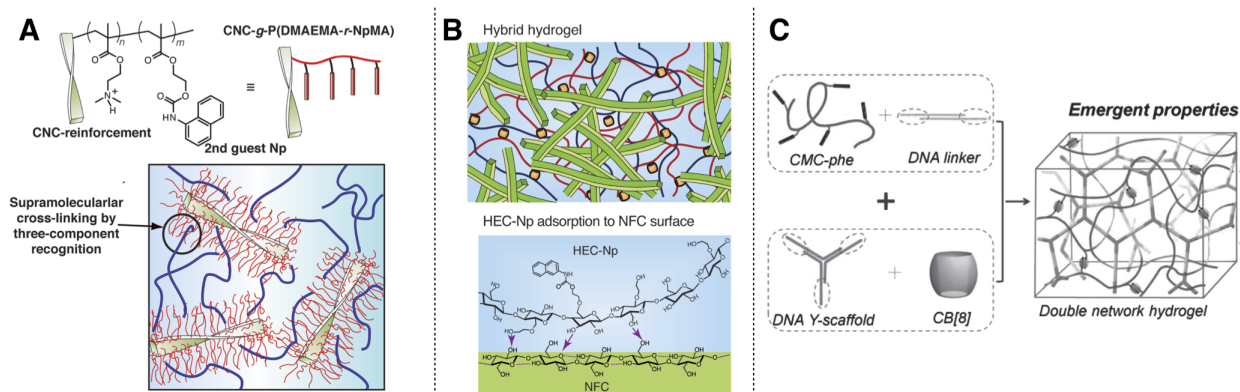 A
CNC-g-P(DMAEMA-r-NpMA)
n
m
O
O
O
O
N
+
H
O
O
HN
≡
CNC-reinforcement
2nd guest Np
Supramolecularlar
cross-linking by
three-component
recognition
B
Hybrid hydrogel
HEC-Np adsorption to NFC surface
HEC-Np
NFC
C
CMC-phe
+
DNA linker
+
DNA Y-scaffold
+
CB[8]
Emergent properties
Double network hydrogel